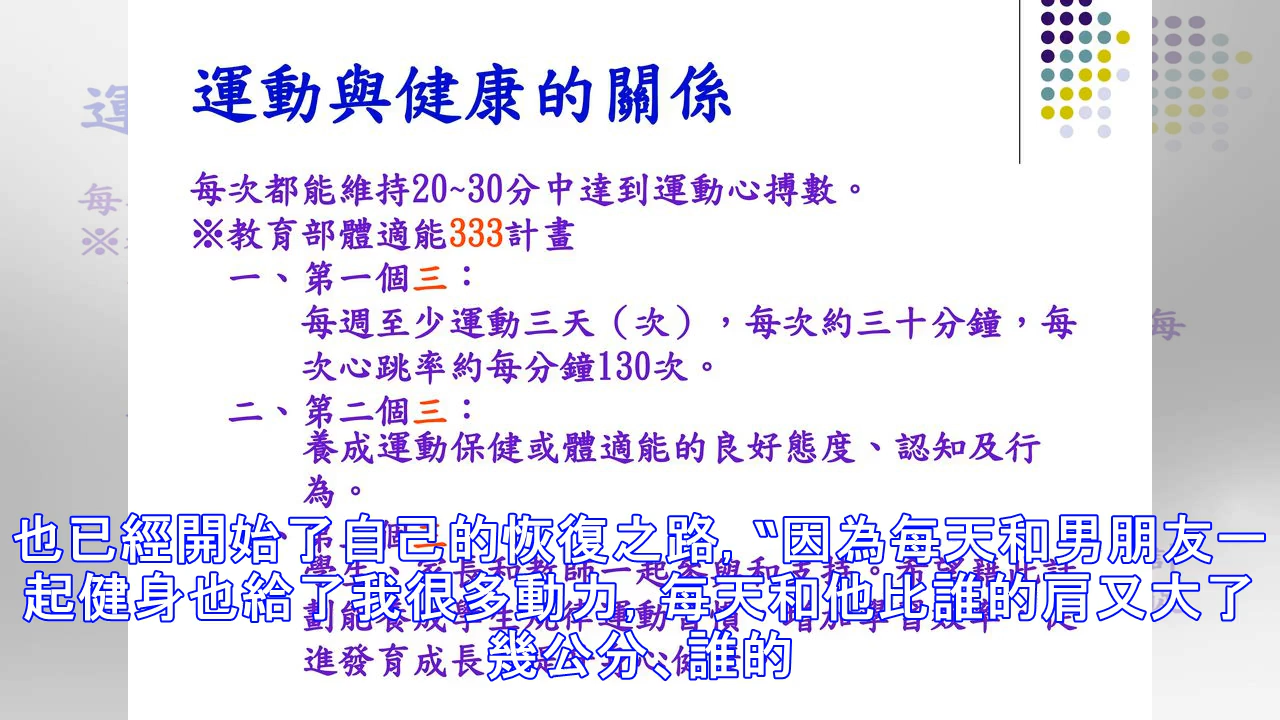 運動與健康的關係
每次都能維持20~30分中達到運動心搏數。
※教育部體適能333計畫
一、第一個三：
每週至少運動三天（次），每次約三十分鐘，每
次心跳率約每分鐘130次。
二、第二個三：
養成運動保健或體適能的良好態度、認知及行
為。
也已經開始了自己的恢復之路,〝因為每天和男朋友一
起健身也給了我很多動力, 每天和他比誰的肩又大了
幾公分、誰的